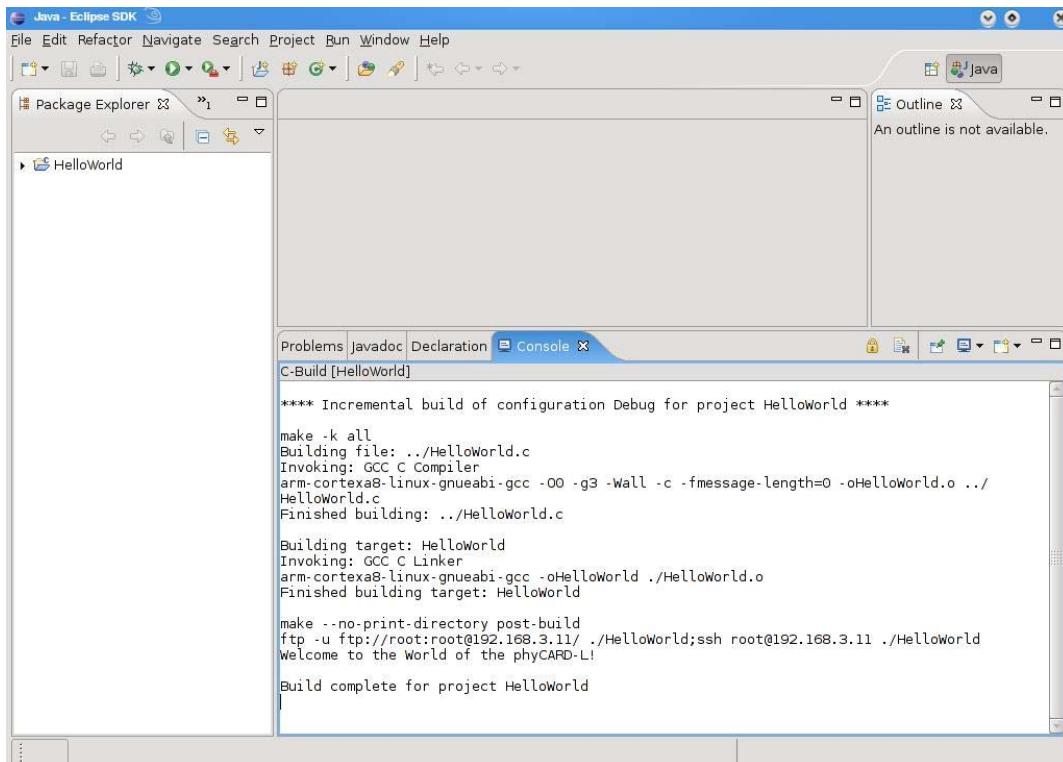 Java - Eclipse SDK
File Edit Refactor Navigate Search Project Run Window Help
Java
Package Explorer
»1
Outline
An outline is not available.
HelloWorld
Problems Javadoc Declaration Console
C-Build [HelloWorld]
**** Incremental build of configuration Debug for project HelloWorld ****
make -k all
Building file: ../HelloWorld.c
Invoking: GCC C Compiler
arm-cortexa8-linux-gnueabi-gcc -O0 -g3 -Wall -c -fmessage-length=0 -oHelloWorld.o ../
HelloWorld.c
Finished building: ../HelloWorld.c
Building target: HelloWorld
Invoking: GCC C Linker
arm-cortexa8-linux-gnueabi-gcc -oHelloWorld ./HelloWorld.o
Finished building target: HelloWorld
make --no-print-directory post-build
ftp -u ftp://root:root@192.168.3.11/ ./HelloWorld;ssh root@192.168.3.11 ./HelloWorld
Welcome to the World of the phyCARD-L!
Build complete for project HelloWorld